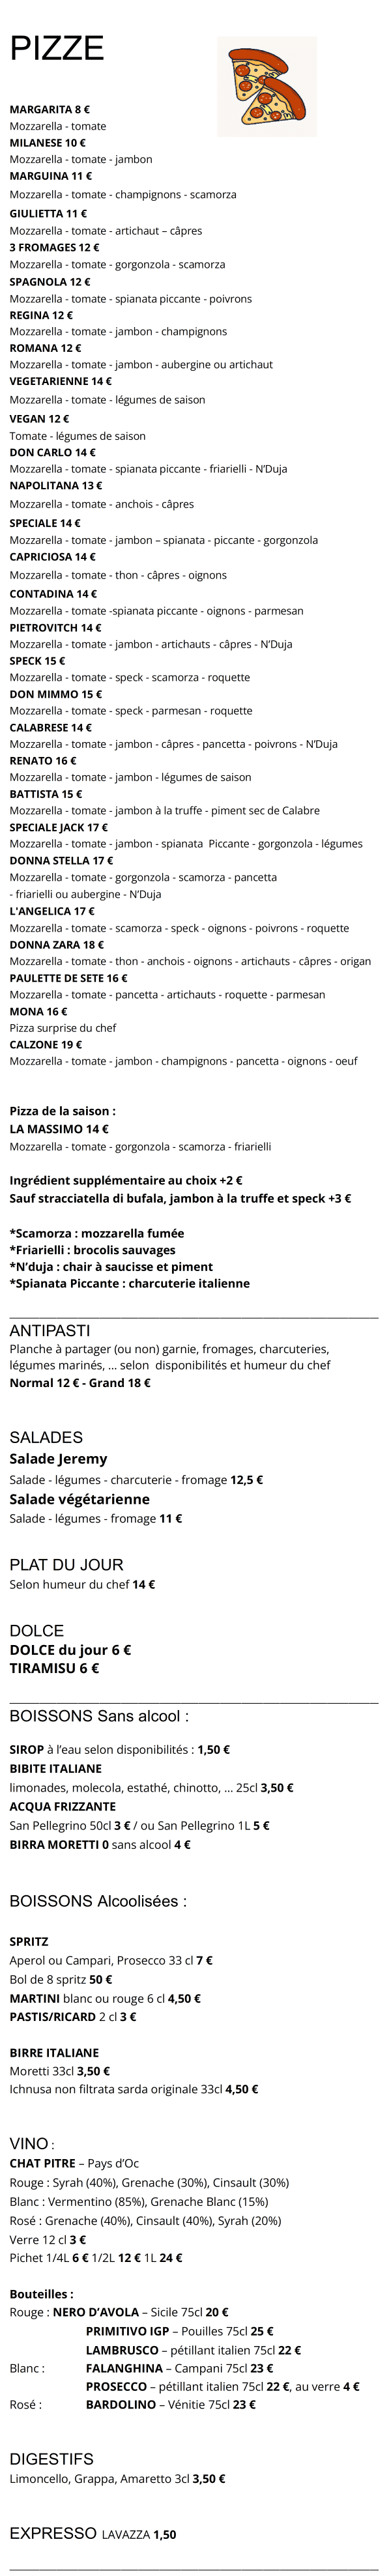 PIZZE
MARGARITA 8 €
Mozzarella - tomate
MILANESE 10 €
Mozzarella - tomate - jambon
MARGUINA 11 €
Mozzarella - tomate - champignons - scamorza
GIULIETTA 11 €
Mozzarella - tomate - artichaut – câpres
3 FROMAGES 12 €
Mozzarella - tomate - gorgonzola - scamorza
SPAGNOLA 12 €
Mozzarella - tomate - spianata piccante - poivrons
REGINA 12 €
Mozzarella - tomate - jambon - champignons
ROMANA 12 €
Mozzarella - tomate - jambon - aubergine ou artichaut
VEGETARIENNE 14 €
Mozzarella - tomate - légumes de saison
VEGAN 12 €
Tomate - légumes de saison
DON CARLO 14 €
Mozzarella - tomate - spianata piccante - friarielli - N’Duja
NAPOLITANA 13 €
Mozzarella - tomate - anchois - câpres
SPECIALE 14 €
Mozzarella - tomate - jambon – spianata - piccante - gorgonzola
CAPRICIOSA 14 €
Mozzarella - tomate - thon - câpres - oignons
CONTADINA 14 €
Mozzarella - tomate -spianata piccante - oignons - parmesan
PIETROVITCH 14 €
Mozzarella - tomate - jambon - artichauts - câpres - N’Duja
SPECK 15 €
Mozzarella - tomate - speck - scamorza - roquette
DON MIMMO 15 €
Mozzarella - tomate - speck - parmesan - roquette
CALABRESE 14 €
Mozzarella - tomate - jambon - câpres - pancetta - poivrons - N’Duja
RENATO 16 €
Mozzarella - tomate - jambon - légumes de saison
BATTISTA 15 €
Mozzarella - tomate - jambon à la truffe - piment sec de Calabre
SPECIALE JACK 17 €
Mozzarella - tomate - jambon - spianata Piccante - gorgonzola - légumes
DONNA STELLA 17 €
Mozzarella - tomate - gorgonzola - scamorza - pancetta
- friarielli ou aubergine - N’Duja
L'ANGELICA 17 €
Mozzarella - tomate - scamorza - speck - oignons - poivrons - roquette
DONNA ZARA 18 €
Mozzarella - tomate - thon - anchois - oignons - artichauts - câpres - origan
PAULETTE DE SETE 16 €
Mozzarella - tomate - pancetta - artichauts - roquette - parmesan
MONA 16 €
Pizza surprise du chef
CALZONE 19 €
Mozzarella - tomate - jambon - champignons - pancetta - oignons - oeuf
Pizza de la saison :
LA MASSIMO 14 €
Mozzarella - tomate - gorgonzola - scamorza - friarielli
Ingrédient supplémentaire au choix +2 €
Sauf stracciatella di bufala, jambon à la truffe et speck +3 €
*Scamorza : mozzarella fumée
*Friarielli : brocolis sauvages
*N’duja : chair à saucisse et piment
*Spianata Piccante : charcuterie italienne
ANTIPASTI
Planche à partager (ou non) garnie, fromages, charcuteries,
légumes marinés, ... selon disponibilités et humeur du chef
Normal 12 € - Grand 18 €
SALADES
Salade Jeremy
Salade - légumes - charcuterie - fromage 12,5 €
Salade végétarienne
Salade - légumes - fromage 11 €
PLAT DU JOUR
Selon humeur du chef 14 €
DOLCE
DOLCE du jour 6 €
TIRAMISU 6 €
BOISSONS Sans alcool :
SIROP à l’eau selon disponibilités : 1,50 €
BIBITE ITALIANE
limonades, molecola, estathé, chinotto, ... 25cl 3,50 €
ACQUA FRIZZANTE
San Pellegrino 50cl 3 € / ou San Pellegrino 1L 5 €
BIRRA MORETTI 0 sans alcool 4 €
BOISSONS Alcoolisées :
SPRITZ
Aperol ou Campari, Prosecco 33 cl 7 €
Bol de 8 spritz 50 €
MARTINI blanc ou rouge 6 cl 4,50 €
PASTIS/RICARD 2 cl 3 €
BIRRE ITALIANE
Moretti 33cl 3,50 €
Ichnusa non filtrata sarda originale 33cl 4,50 €
VINO :
CHAT PITRE – Pays d’Oc
Rouge : Syrah (40%), Grenache (30%), Cinsault (30%)
Blanc : Vermentino (85%), Grenache Blanc (15%)
Rosé : Grenache (40%), Cinsault (40%), Syrah (20%)
Verre 12 cl 3 €
Pichet 1/4L 6 € 1/2L 12 € 1L 24 €
Bouteilles :
Rouge : NERO D’AVOLA – Sicile 75cl 20 €
PRIMITIVO IGP – Pouilles 75cl 25 €
LAMBRUSCO – pétillant italien 75cl 22 €
Blanc : FALANGHINA – Campani 75cl 23 €
PROSECCO – pétillant italien 75cl 22 €, au verre 4 €
Rosé : BARDOLINO – Vénitie 75cl 23 €
DIGESTIFS
Limoncello, Grappa, Amaretto 3cl 3,50 €
EXPRESSO LAVAZZA 1,50